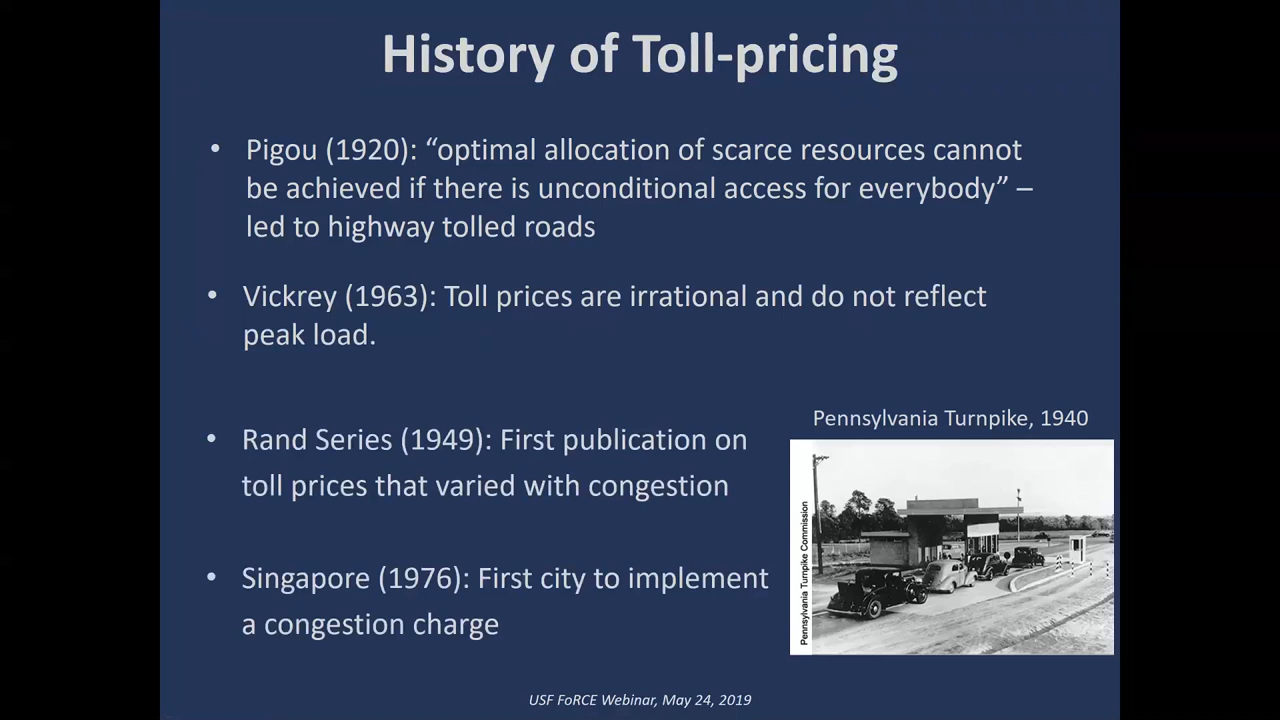 History of Toll-pricing
• Pigou (1920): “optimal allocation of scarce resources cannot
be achieved if there is unconditional access for everybody” –
led to highway tolled roads
• Vickrey (1963): Toll prices are irrational and do not reflect
peak load.
• Rand Series (1949): First publication on
toll prices that varied with congestion
• Singapore (1976): First city to implement
a congestion charge
Pennsylvania Turnpike, 1940
Pennsylvania Turnpike Commission
USF FoRCE Webinar, May 24, 2019